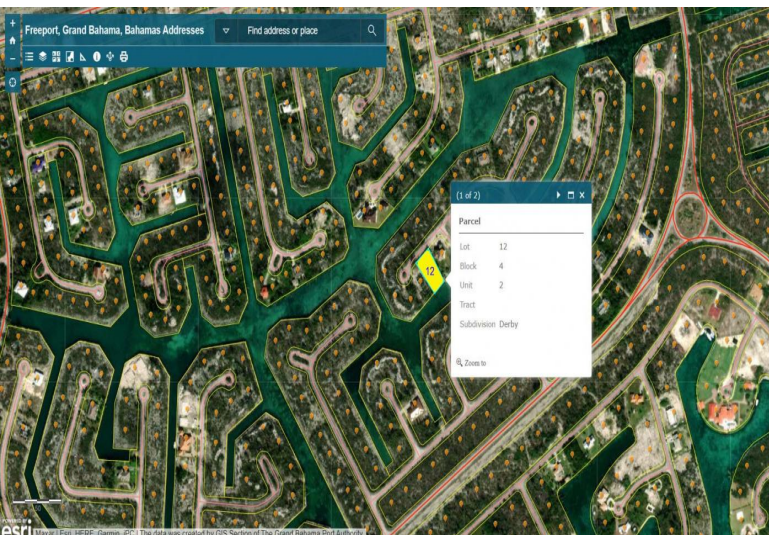 Freeport, Grand Bahama, Bahamas Addresses
Find address or place
(1 of 2)
Parcel
Lot 12
Block 4
Unit 2
Tract
Subdivision Derby
Zoom to
12
POWERED BY
esri
Maxar | Esri, HERE, Garmin, iPC | The data was created by GIS Section of The Grand Bahama Port Authority